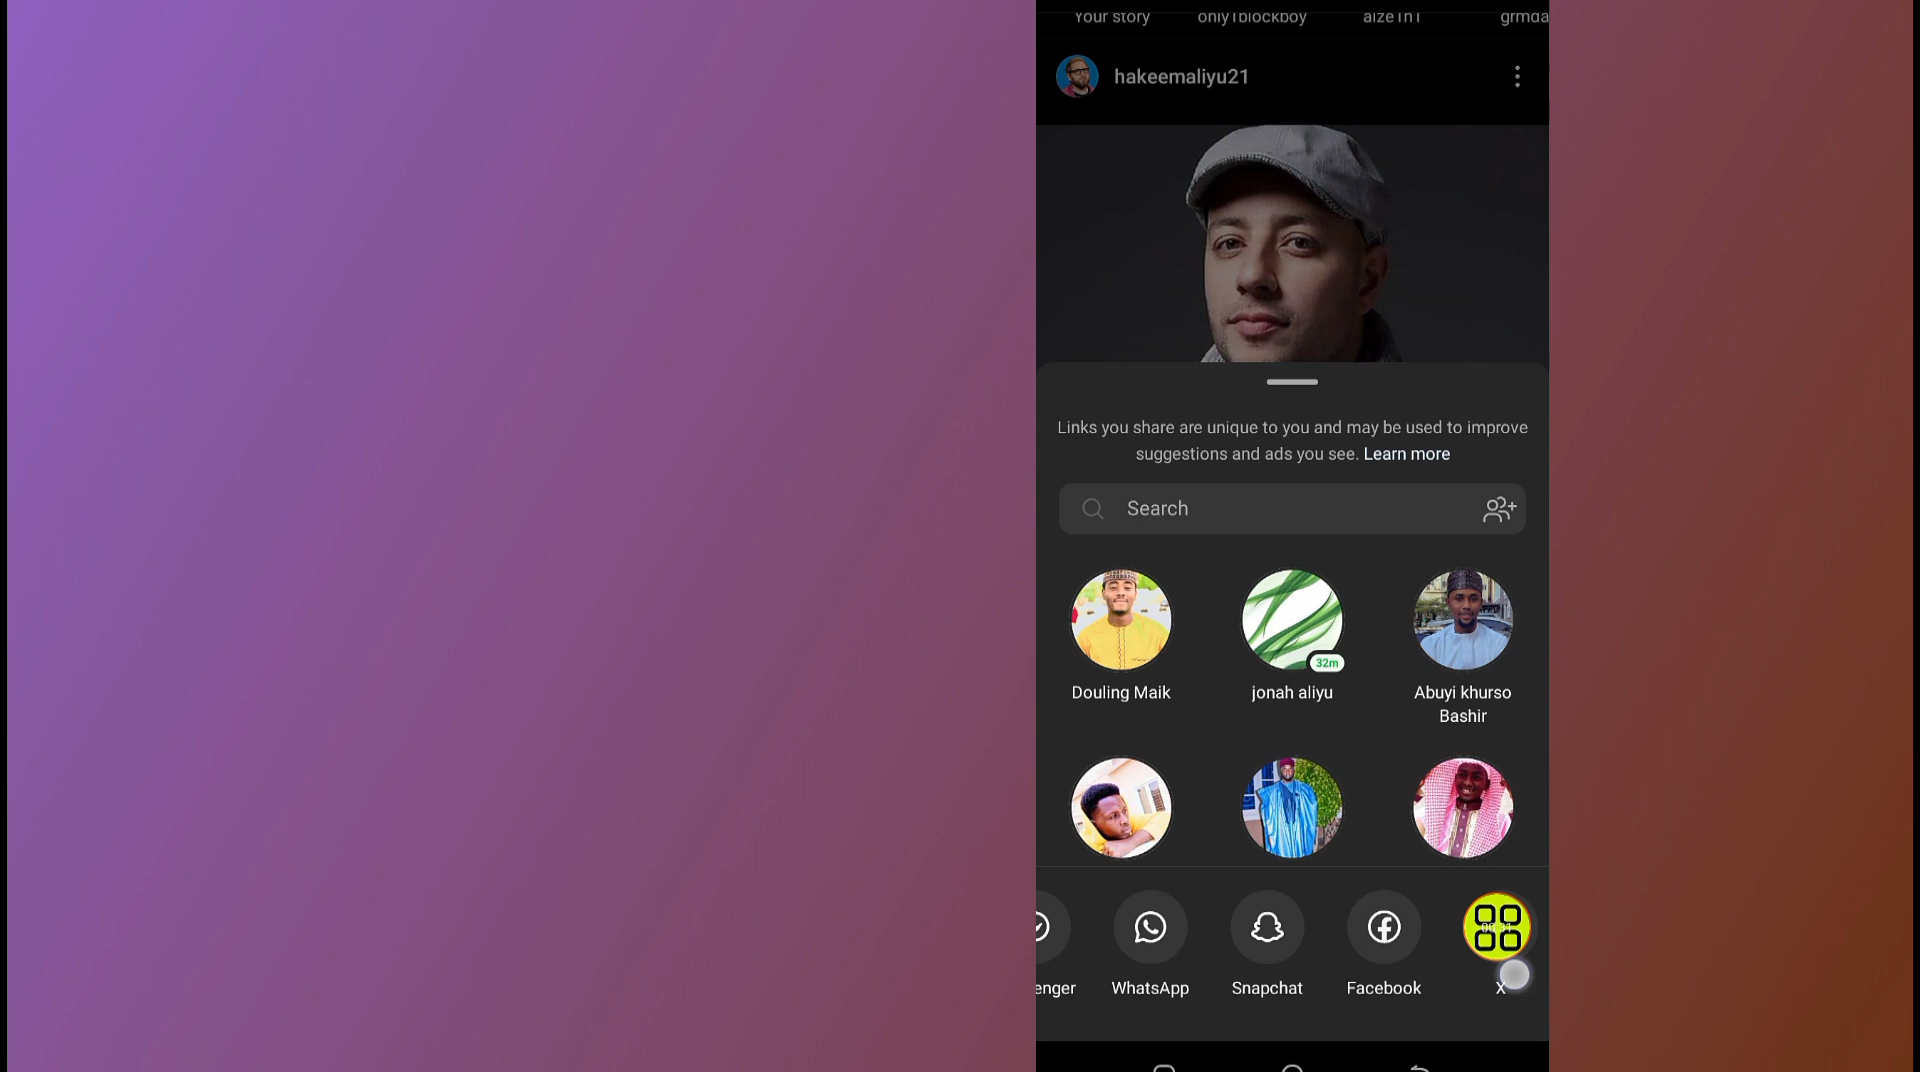 Your story only1blockboy aize1n1 grmda
hakeemaliyu21
Links you share are unique to you and may be used to improve
suggestions and ads you see. Learn more
Search
32m
Douling Maik jonah aliyu Abuyi khurso
Bashir
enger WhatsApp Snapchat Facebook X